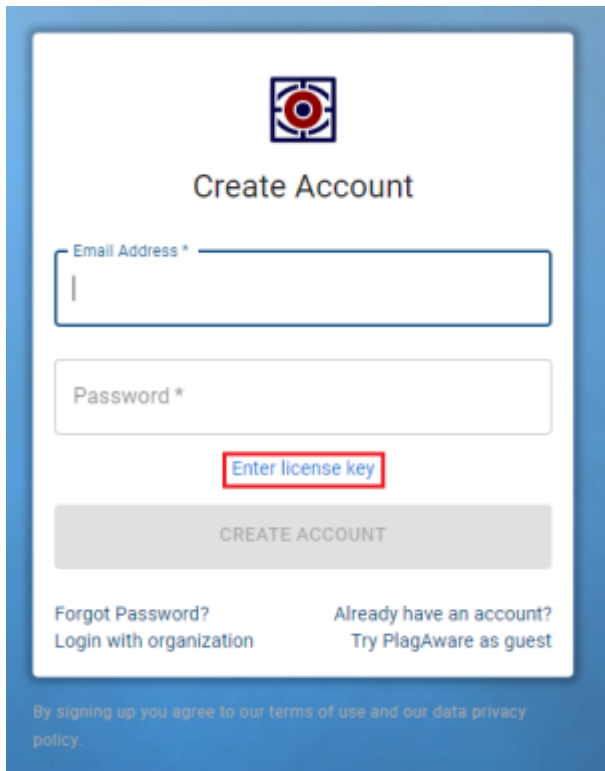 Create Account
Email Address *
Password *
Enter license key
CREATE ACCOUNT
Forgot Password? Already have an account?
Login with organization Try PlagAware as guest
By signing up you agree to our terms of use and our data privacy
policy.